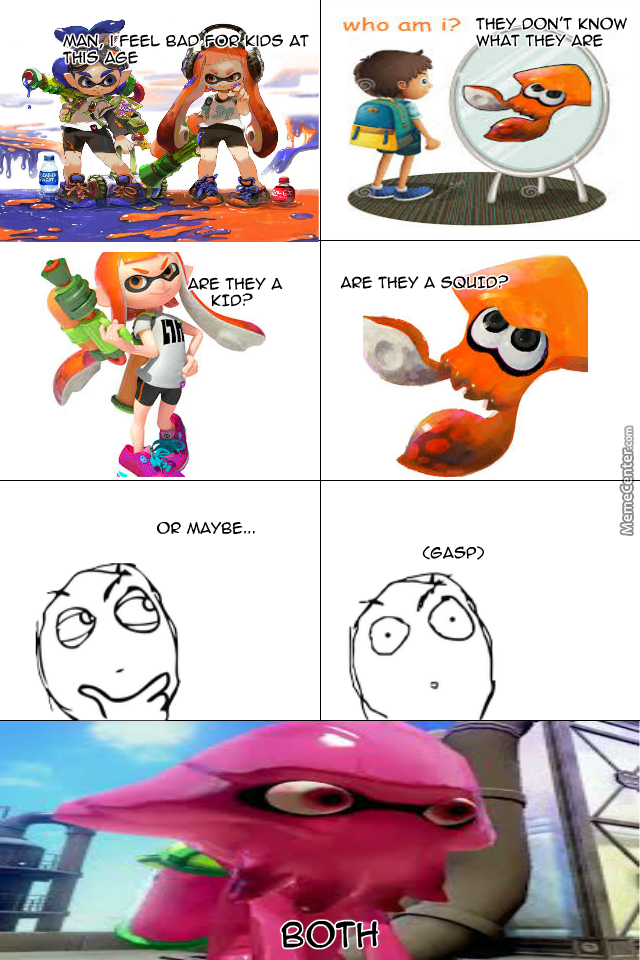 MAN, I FEEL BAD FOR KIDS AT
THIS AGE
who am i?
THEY DON'T KNOW
WHAT THEY ARE
ARE THEY A
KID?
ARE THEY A SQUID?
OR MAYBE...
(GASP)
MemeCenter.com
BOTH